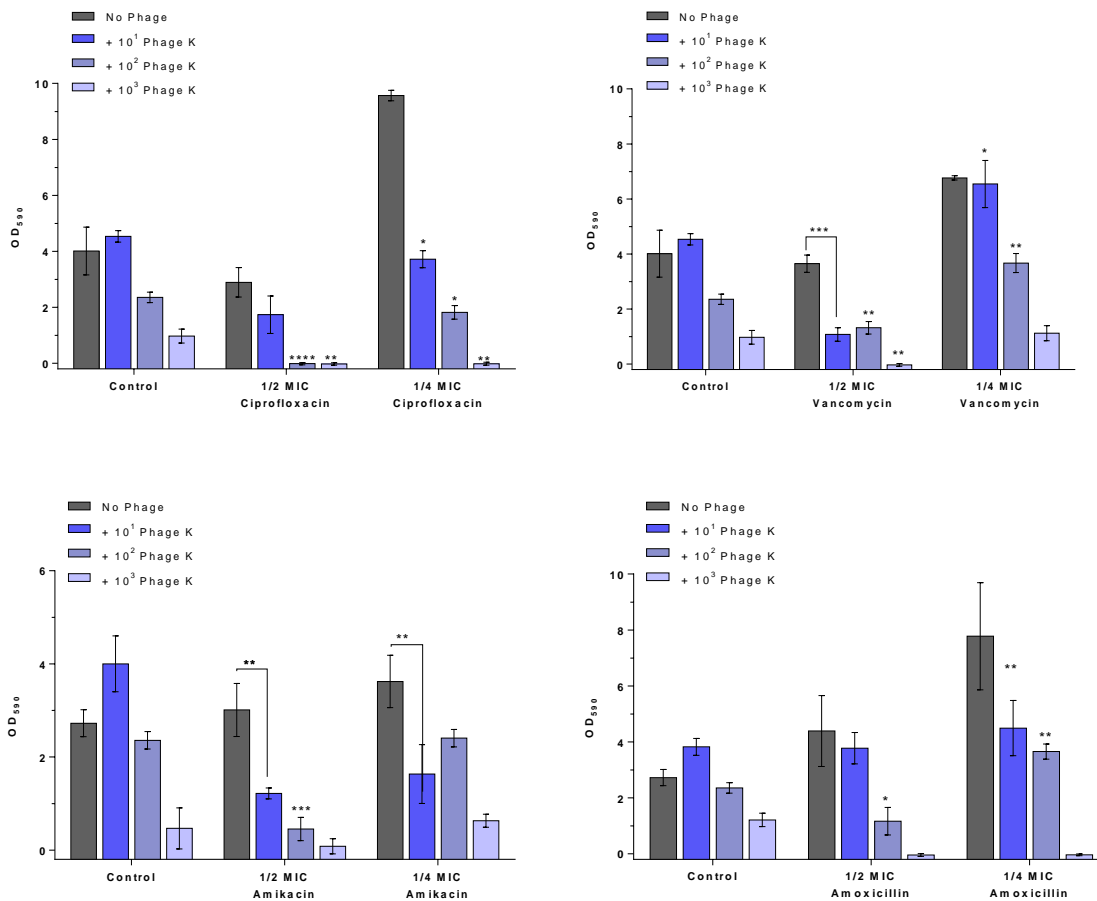 No Phage
+ 10¹ Phage K
+ 10² Phage K
+ 10³ Phage K
10
8
6
4
2
0
OD₅₉₀
*
*
****
**
**
Control
1/2 MIC
Ciprofloxacin
1/4 MIC
Ciprofloxacin
No Phage
+ 10¹ Phage K
+ 10² Phage K
+ 10³ Phage K
10
8
6
4
2
0
OD₅₉₀
***
**
**
*
**
Control
1/2 MIC
Vancomycin
1/4 MIC
Vancomycin
No Phage
+ 10¹ Phage K
+ 10² Phage K
+ 10³ Phage K
6
4
2
0
OD₅₉₀
**
***
**
Control
1/2 MIC
Amikacin
1/4 MIC
Amikacin
No Phage
+ 10¹ Phage K
+ 10² Phage K
+ 10³ Phage K
10
8
6
4
2
0
OD₅₉₀
*
**
**
Control
1/2 MIC
Amoxicillin
1/4 MIC
Amoxicillin